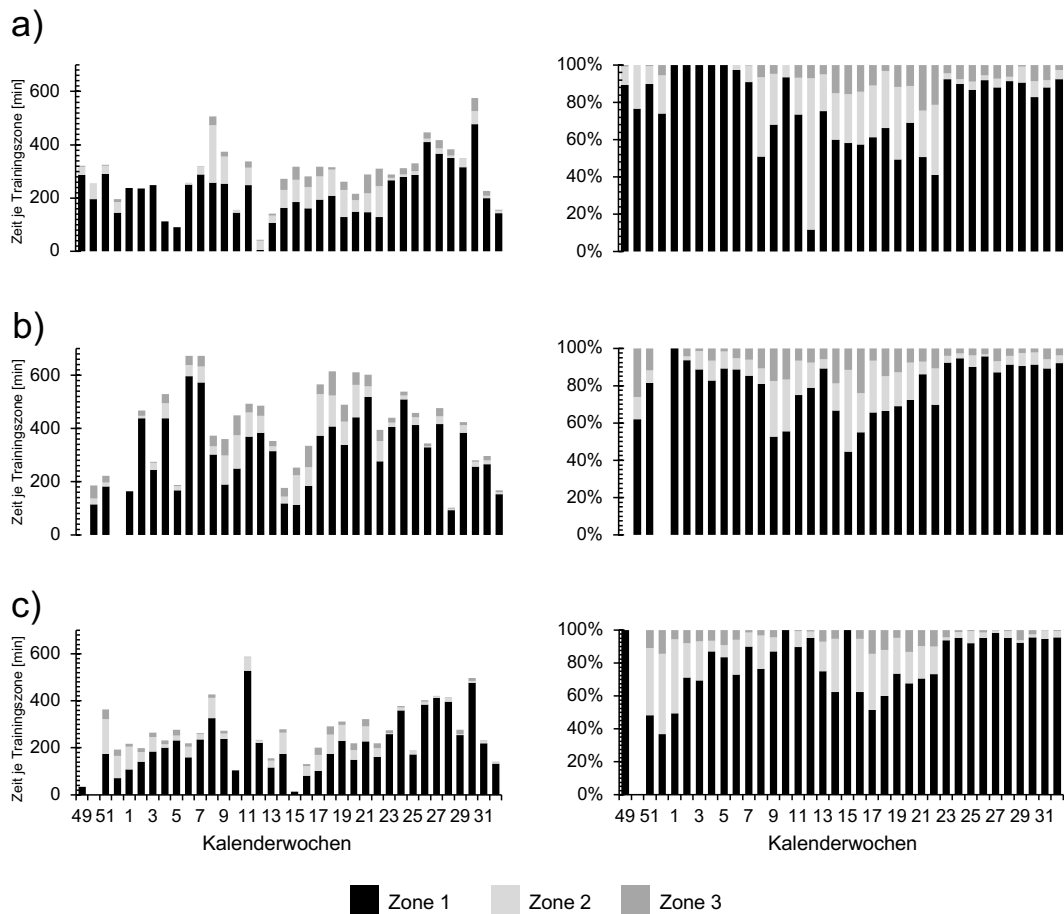 a)
Zeit je Trainingszone [min]
600
400
200
0
100%
80%
60%
40%
20%
0%
b)
Zeit je Trainingszone [min]
600
400
200
0
100%
80%
60%
40%
20%
0%
c)
Zeit je Trainingszone [min]
600
400
200
0
100%
80%
60%
40%
20%
0%
49 51 1 3 5 7 9 11 13 15 17 19 21 23 25 27 29 31
Kalenderwochen
49 51 1 3 5 7 9 11 13 15 17 19 21 23 25 27 29 31
Kalenderwochen
Zone 1 Zone 2 Zone 3